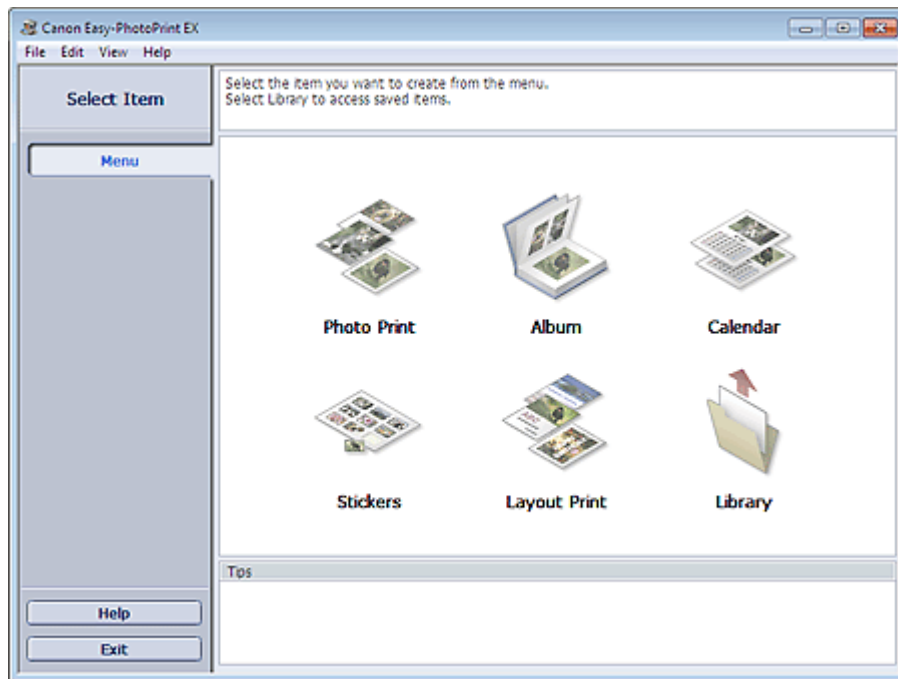 Canon Easy-PhotoPrint EX
File Edit View Help
Select Item
Select the item you want to create from the menu.
Select Library to access saved items.
Menu
Photo Print
Album
Calendar
ABC
Stickers
Layout Print
Library
Tips
Help
Exit